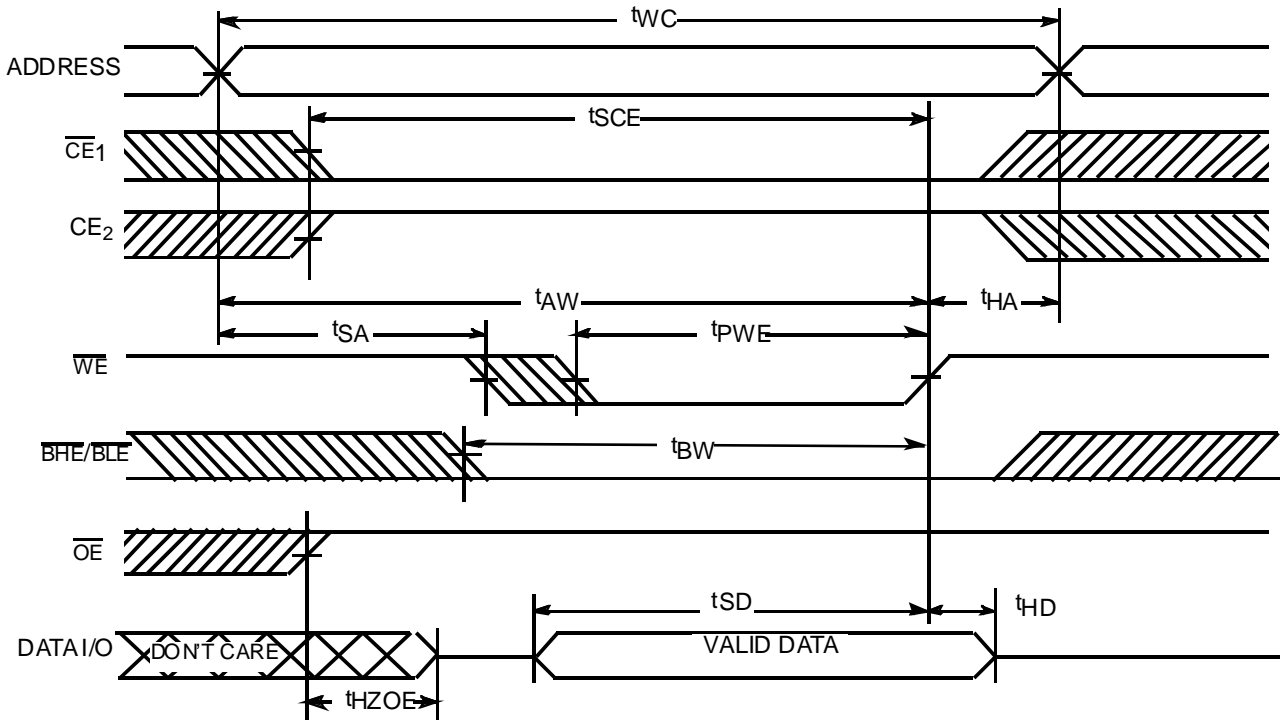 tWC
ADDRESS
tSCE
CE1
CE2
tAW
tHA
tSA
tPWE
WE
BHE/BLE
tBW
OE
tSD
tHD
DATA I/O
DON'T CARE
VALID DATA
tHZOE